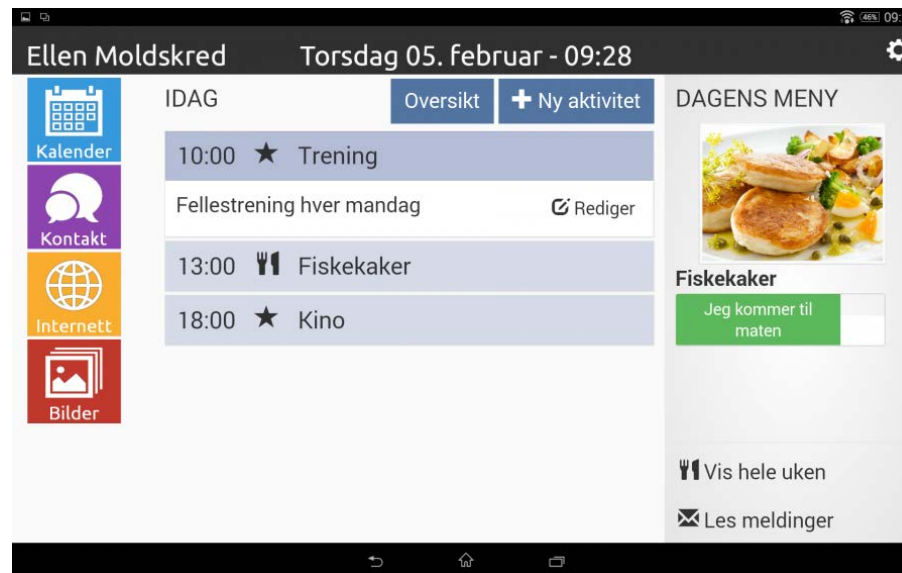 46% 09:
Ellen Moldskred Torsdag 05. februar - 09:28
Kalender
Kontakt
Internett
Bilder
IDAG Oversikt Ny aktivitet
10:00 Trening
Fellestrening hver mandag Rediger
13:00 Fiskekaker
18:00 Kino
DAGENS MENY
Fiskekaker
Jeg kommer til
maten
Vis hele uken
Les meldinger